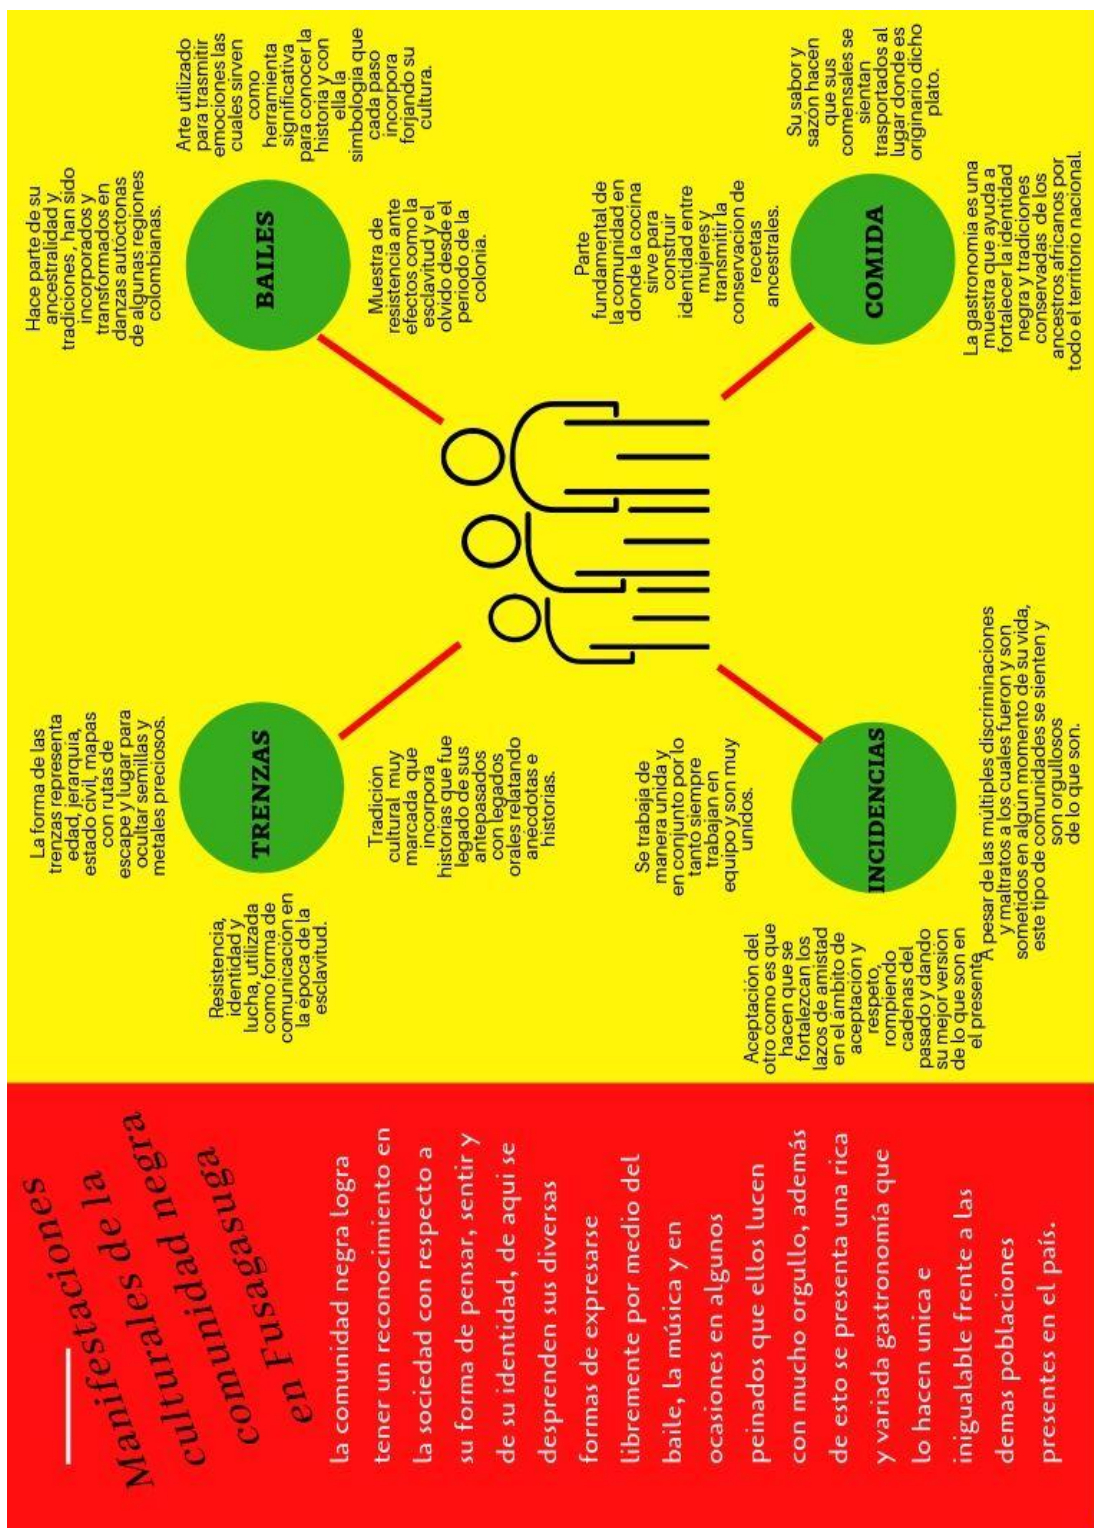 Manifestaciones
culturales de la
comunidad negra
en Fusagasuga
La comunidad negra logra
tener un reconocimiento en
la sociedad con respecto a
su forma de pensar, sentir y
de su identidad, de aqui se
desprenden sus diversas
formas de expresarse
libremente por medio del
baile, la música y en
ocasiones en algunos
peinados que ellos lucen
con mucho orgullo, además
de esto se presenta una rica
y variada gastronomía que
lo hacen unica e
inigualable frente a las
demas poblaciones
presentes en el país.
La forma de las
trenzas representa
edad, jerarquía,
estado civil, mapas
con rutas de
escape y lugar para
ocultar semillas y
metales preciosos.
Resistencia,
identidad y
lucha, utilizada
como forma de
comunicación en
la época de la
esclavitud.
TRENZAS
Tradición
cultural muy
marcada que
incorpora
historias que fue
legado de sus
antepasados
con legados
orales relatando
anécdotas e
historias.
Hace parte de su
ancestralidad y
tradiciones , han sido
incorporados y
transformados en
danzas autóctonas
de algunas regiones
colombianas.
BAILES
Arte utilizado
para trasmitir
emociones las
cuales sirven
como
herramienta
significativa
para conocer la
historia y con
ella la
simbología que
cada paso
incorpora
forjando su
cultura.
Muestra de
resistencia ante
efectos como la
esclavitud y el
olvido desde el
periodo de la
colonia.
Se trabaja de
manera unida y
en conjunto por lo
tanto siempre
trabajan en
equipo y son muy
unidos.
Aceptación del
otro como es que
hacen que se
fortalezcan los
lazos de amistad
en el ámbito de
aceptación y
respeto,
rompiendo
cadenas del
pasado y dando
su mejor version
de lo que son en
el presente
INCIDENCIAS
A pesar de las múltiples discriminaciones
y maltratos a los cuales fueron y son
sometidos en algún momento de su vida,
este tipo de comunidades se sienten y
son orgullosos
de lo que son.
Parte
fundamental de
la comunidad en
donde la cocina
sirve para
construir
identidad entre
mujeres y
transmitir la
conservacion de
recetas
ancestrales.
Su sabor y
sazón hacen
que sus
comensales se
sientan
trasportados al
lugar donde es
originario dicho
plato.
COMIDA
La gastronomia es una
muestra que ayuda a
fortalecer la identidad
negra y tradiciones
conservadas de los
ancestros africanos por
todo el territorio nacional.